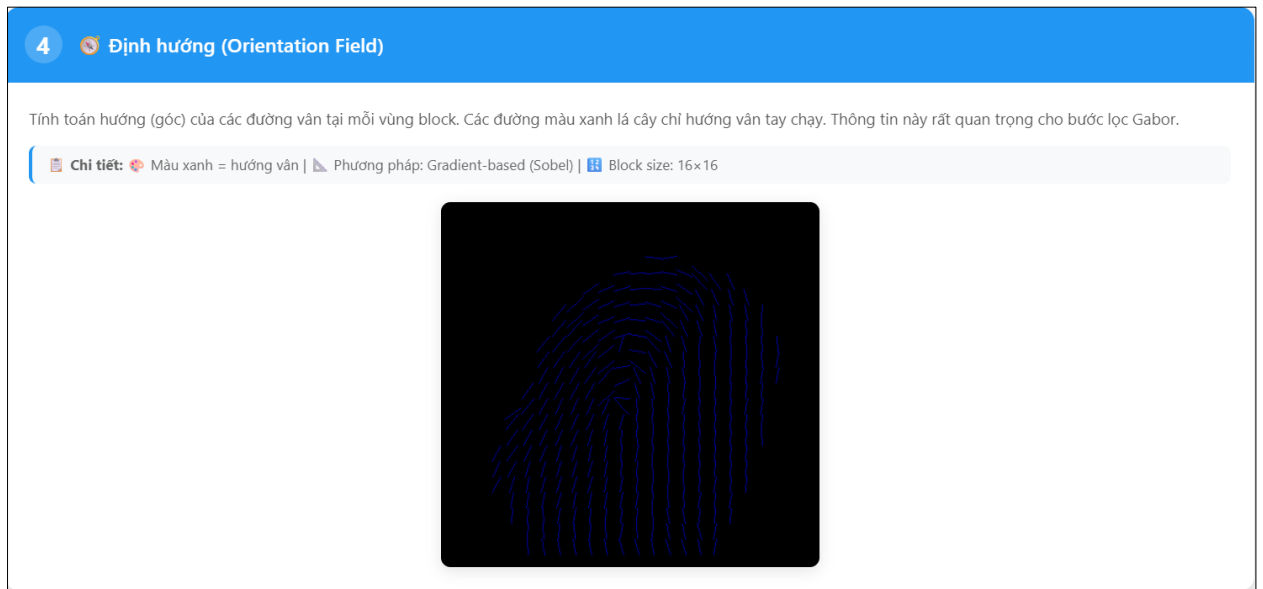 4 🧭 Định hướng (Orientation Field)
Tính toán hướng (góc) của các đường vân tại mỗi vùng block. Các đường màu xanh lá cây chỉ hướng vân tay chạy. Thông tin này rất quan trọng cho bước lọc Gabor.
📋 Chi tiết: 🎨 Màu xanh = hướng vân | 📐 Phương pháp: Gradient-based (Sobel) | 🔢 Block size: 16×16